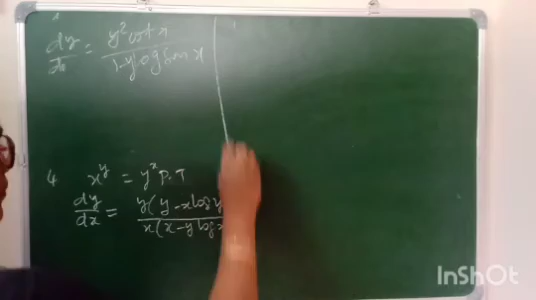 dy/dx = y² cot x / 1-y log sin x
4 x^y = y^x P.T
dy/dx = y(y-x log y / x(x-y log x
InShOt